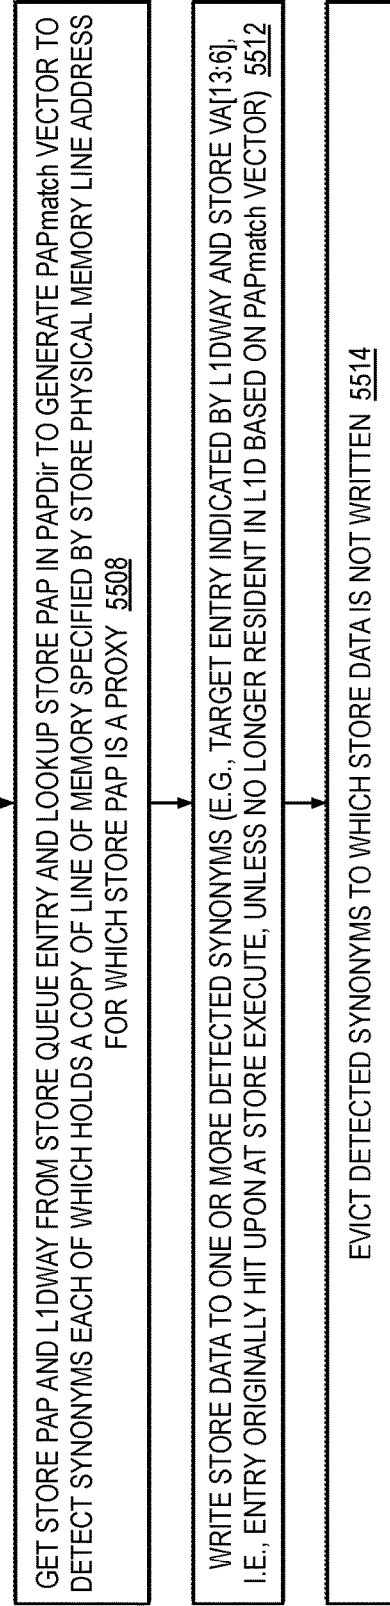 GET STORE PAP AND L1DWAY FROM STORE QUEUE ENTRY AND LOOKUP STORE PAP IN PAPDir TO GENERATE PAPmatch VECTOR TO
DETECT SYNONYMS EACH OF WHICH HOLDS A COPY OF LINE OF MEMORY SPECIFIED BY STORE PHYSICAL MEMORY LINE ADDRESS
FOR WHICH STORE PAP IS A PROXY 5508
WRITE STORE DATA TO ONE OR MORE DETECTED SYNONYMS (E.G., TARGET ENTRY INDICATED BY L1DWAY AND STORE VA[13:6],
I.E., ENTRY ORIGINALLY HIT UPON AT STORE EXECUTE, UNLESS NO LONGER RESIDENT IN L1D BASED ON PAPmatch VECTOR) 5512
EVICT DETECTED SYNONYMS TO WHICH STORE DATA IS NOT WRITTEN 5514